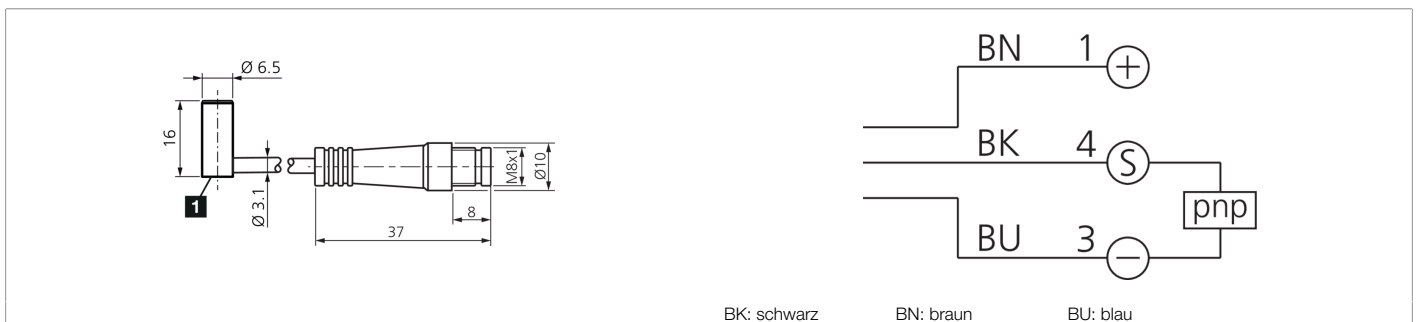 Ø 6.5
16
1
Ø 3.1
M8x1
Ø10
8
37
BN 1 +
BK 4 S
pnp
BU 3 −
BK: schwarz BN: braun BU: blau